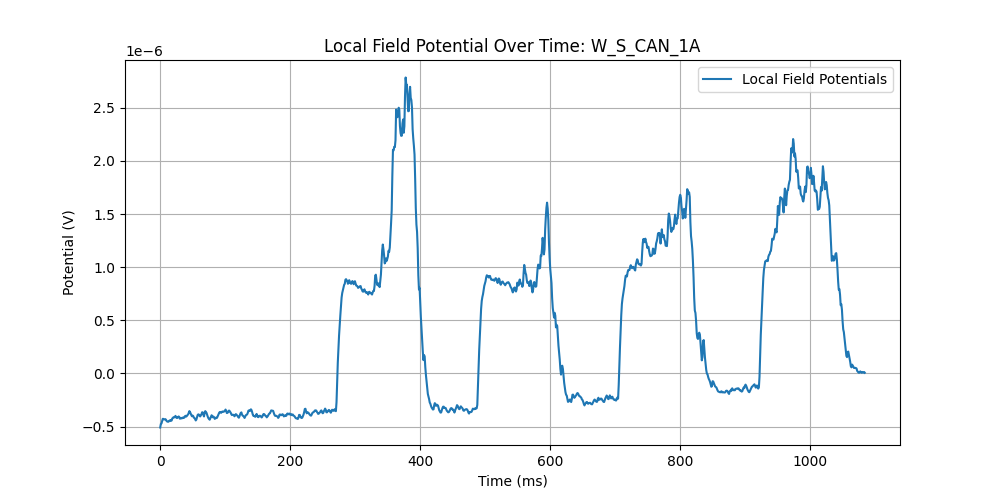 Local Field Potential Over Time: W_S_CAN_1A
1e−6
Local Field Potentials
2.5
2.0
1.5
1.0
0.5
0.0
−0.5
Potential (V)
0 200 400 600 800 1000
Time (ms)